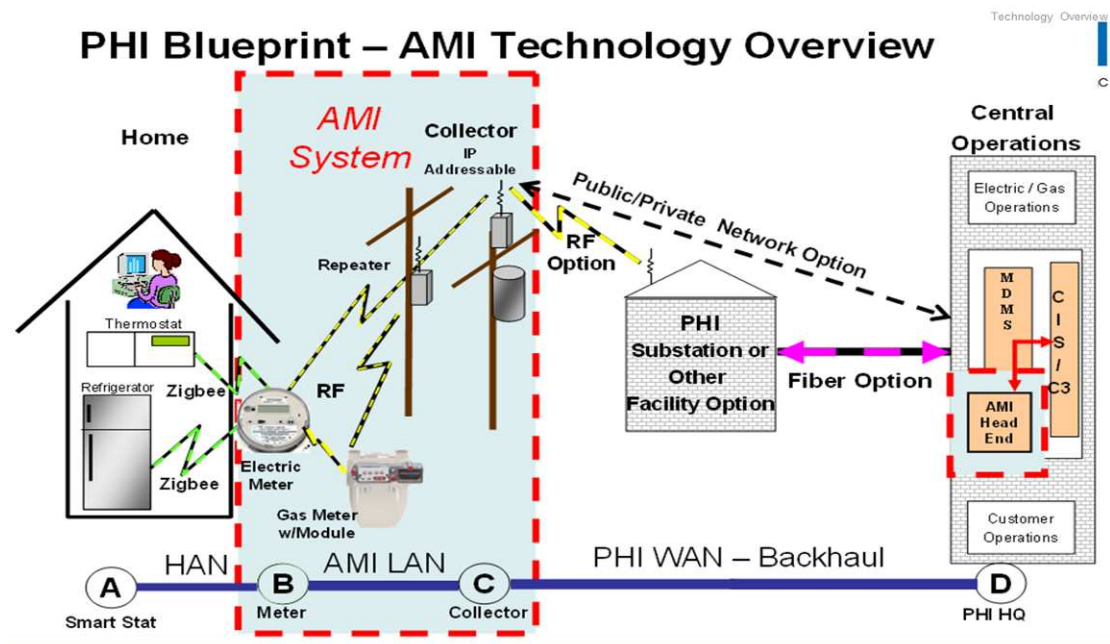 Technology Overview
PHI Blueprint – AMI Technology Overview
C
Home
AMI
System
Collector
IP
Addressable
Central
Operations
Public/Private Network Option
Electric / Gas
Operations
RF
Option
Repeater
M
D
M
S
C
I
S
/
C3
Thermostat
PHI
Substation or
Other
Facility Option
Fiber Option
Refrigerator
Zigbee
RF
AMI
Head
End
Zigbee
Electric
Meter
Gas Meter
w/Module
Customer
Operations
HAN
AMI LAN
PHI WAN – Backhaul
A
B
C
D
Smart Stat
Meter
Collector
PHI HQ